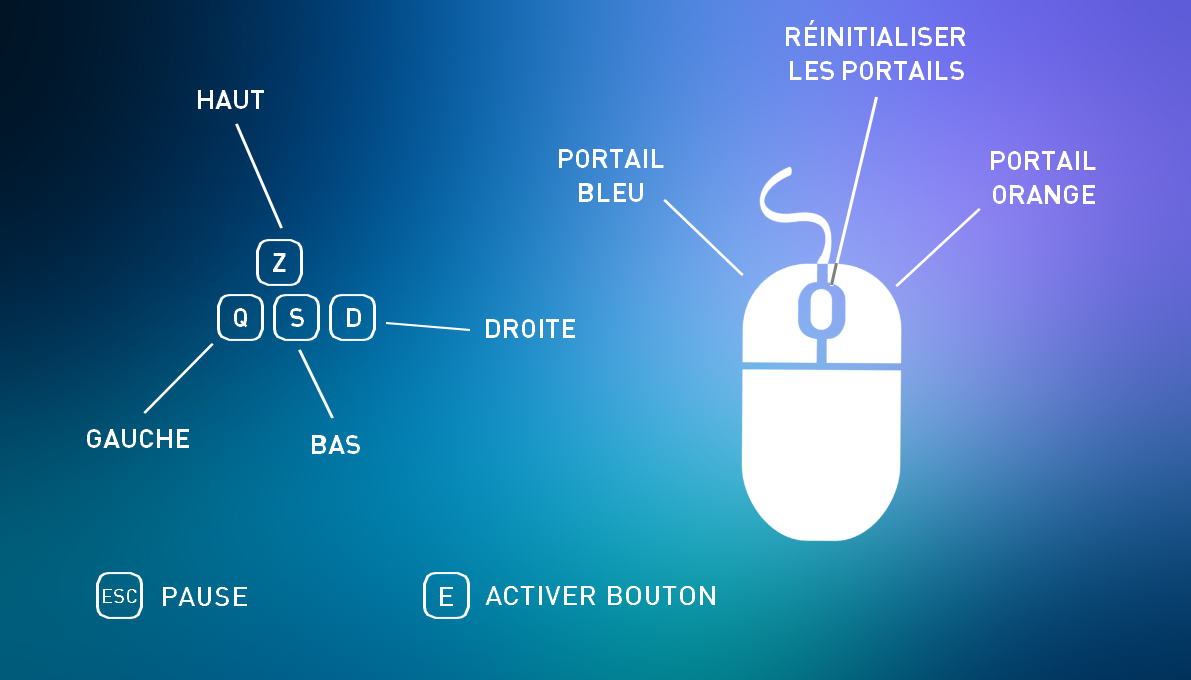 RÉINITIALISER
LES PORTAILS
HAUT
PORTAIL
BLEU
PORTAIL
ORANGE
Z
Q S D
DROITE
GAUCHE
BAS
ESC PAUSE
E ACTIVER BOUTON